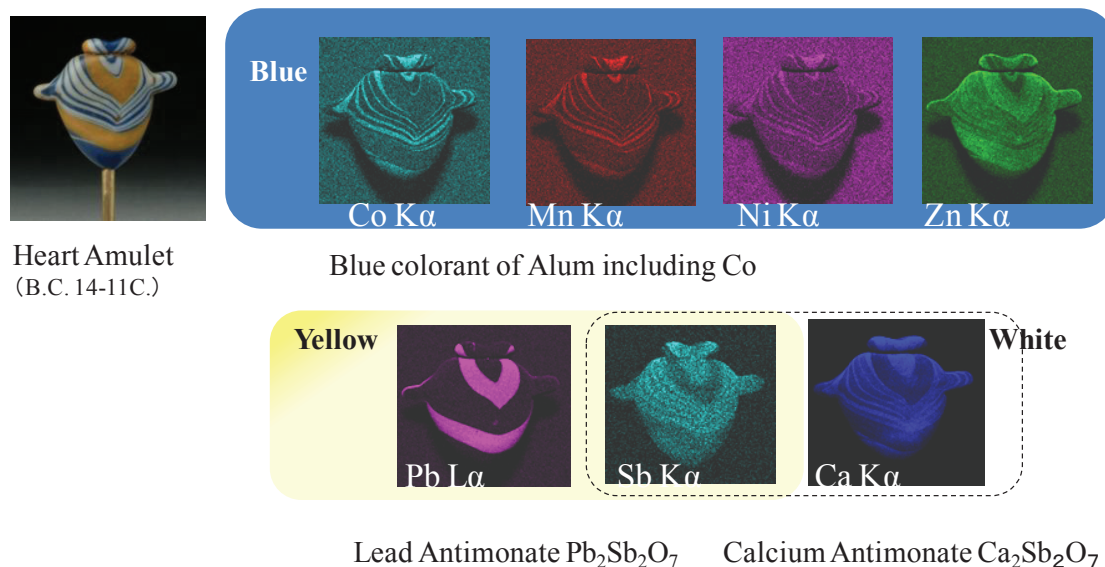 Blue
Co Kα
Mn Kα
Ni Kα
Zn Kα
Heart Amulet
(B.C. 14-11C.)
Blue colorant of Alum including Co
Yellow
White
Pb Lα
Sb Kα
Ca Kα
Lead Antimonate Pb₂Sb₂O₇
Calcium Antimonate Ca₂Sb₂O₇